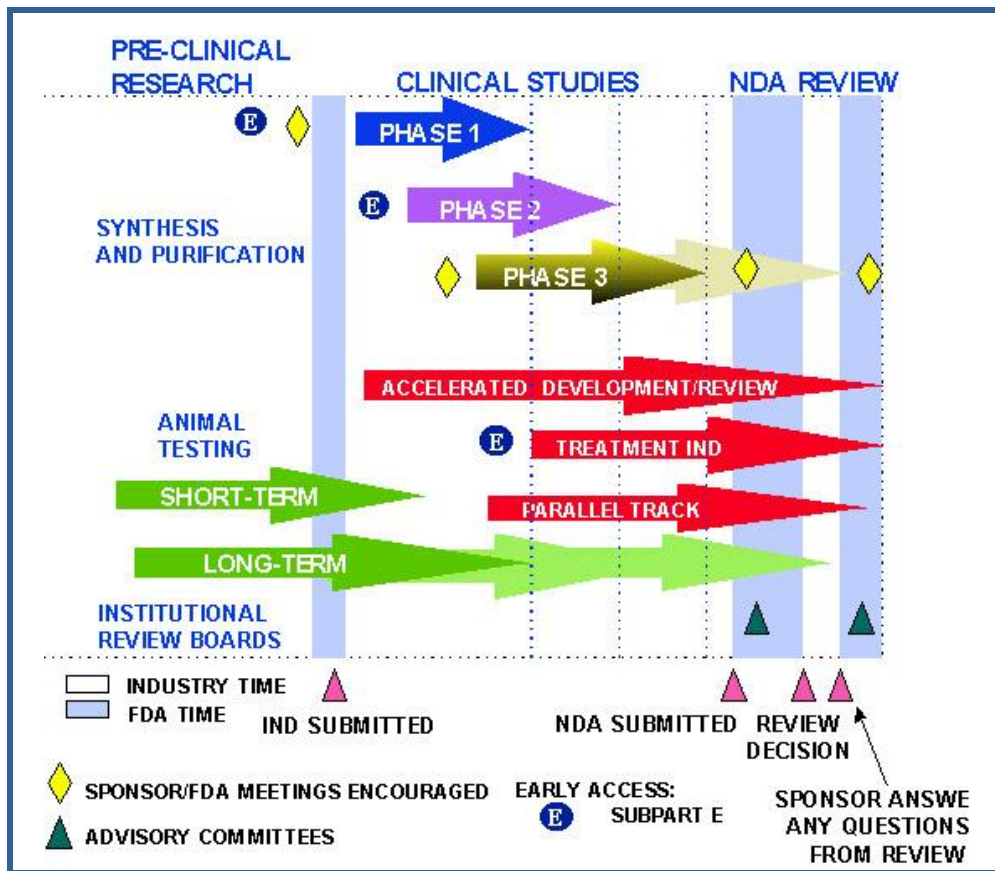 PRE-CLINICAL
RESEARCH
CLINICAL STUDIES
NDA REVIEW
E
PHASE 1
E
PHASE 2
SYNTHESIS
AND PURIFICATION
PHASE 3
ACCELERATED DEVELOPMENT/REVIEW
ANIMAL
TESTING
E
TREATMENT IND
SHORT-TERM
PARALLEL TRACK
LONG-TERM
INSTITUTIONAL
REVIEW BOARDS
INDUSTRY TIME
FDA TIME
IND SUBMITTED
NDA SUBMITTED
REVIEW
DECISION
SPONSOR/FDA MEETINGS ENCOURAGED
ADVISORY COMMITTEES
EARLY ACCESS:
E
SUBPART E
SPONSOR ANSWE
ANY QUESTIONS
FROM REVIEW